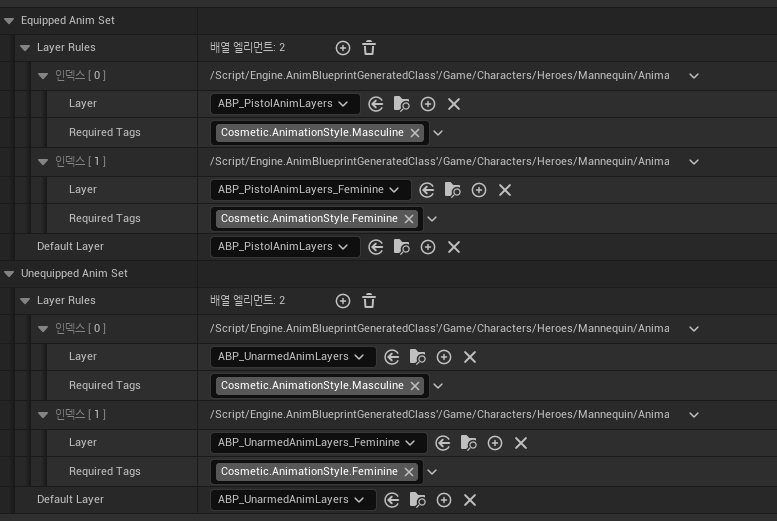 Equipped Anim Set
Layer Rules 배열 엘리먼트: 2
인덱스 [ 0 ] /Script/Engine.AnimBlueprintGeneratedClass'/Game/Characters/Heroes/Mannequin/Anima
Layer ABP_PistolAnimLayers
Required Tags Cosmetic.AnimationStyle.Masculine
인덱스 [ 1 ] /Script/Engine.AnimBlueprintGeneratedClass'/Game/Characters/Heroes/Mannequin/Anima
Layer ABP_PistolAnimLayers_Feminine
Required Tags Cosmetic.AnimationStyle.Feminine
Default Layer ABP_PistolAnimLayers
Unequipped Anim Set
Layer Rules 배열 엘리먼트: 2
인덱스 [ 0 ] /Script/Engine.AnimBlueprintGeneratedClass'/Game/Characters/Heroes/Mannequin/Anima
Layer ABP_UnarmedAnimLayers
Required Tags Cosmetic.AnimationStyle.Masculine
인덱스 [ 1 ] /Script/Engine.AnimBlueprintGeneratedClass'/Game/Characters/Heroes/Mannequin/Anima
Layer ABP_UnarmedAnimLayers_Feminine
Required Tags Cosmetic.AnimationStyle.Feminine
Default Layer ABP_UnarmedAnimLayers